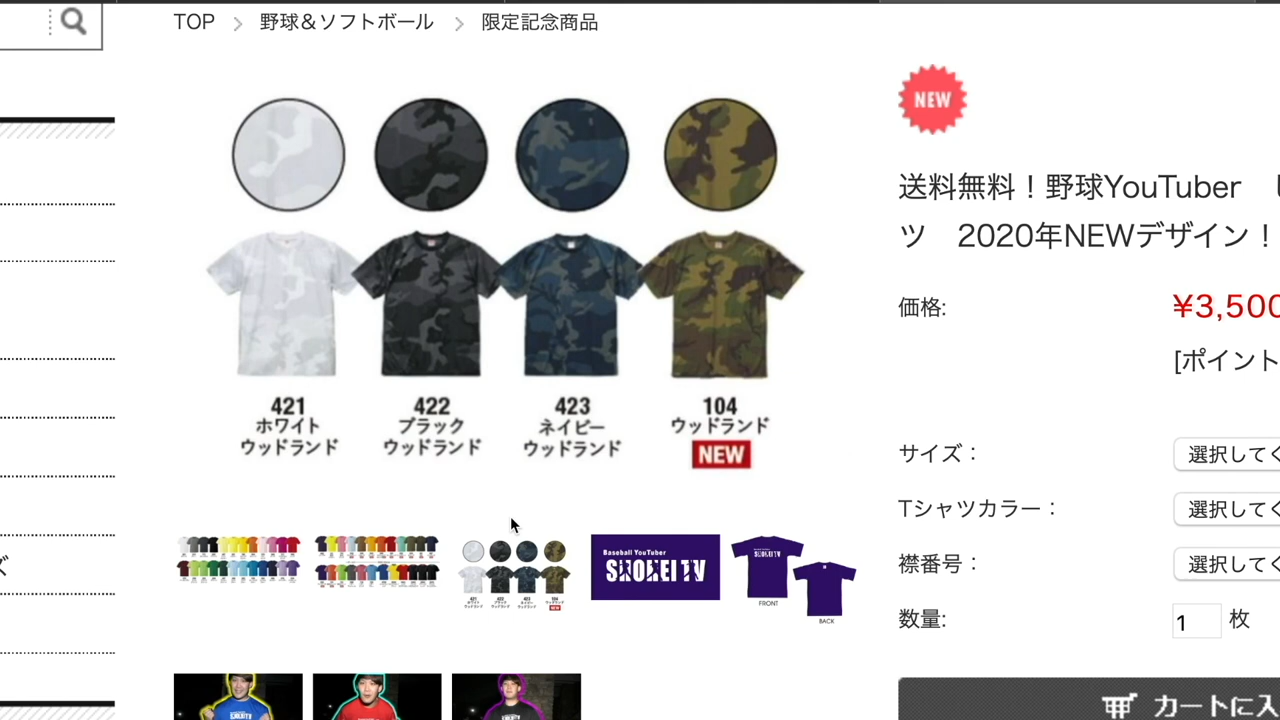 TOP > 野球＆ソフトボール > 限定記念商品
NEW
送料無料！野球YouTuber
ツ 2020年NEWデザイン！
価格:
¥3,500
[ポイント
421
ホワイト
ウッドランド
422
ブラック
ウッドランド
423
ネイビー
ウッドランド
104
ウッドランド
NEW
サイズ：
選択してく
Tシャツカラー：
選択してく
襟番号：
選択してく
数量:
1 枚
カートに入
Baseball YouTuber
SHOHEI TV
SHOHEI TV
FRONT
BACK
ズ